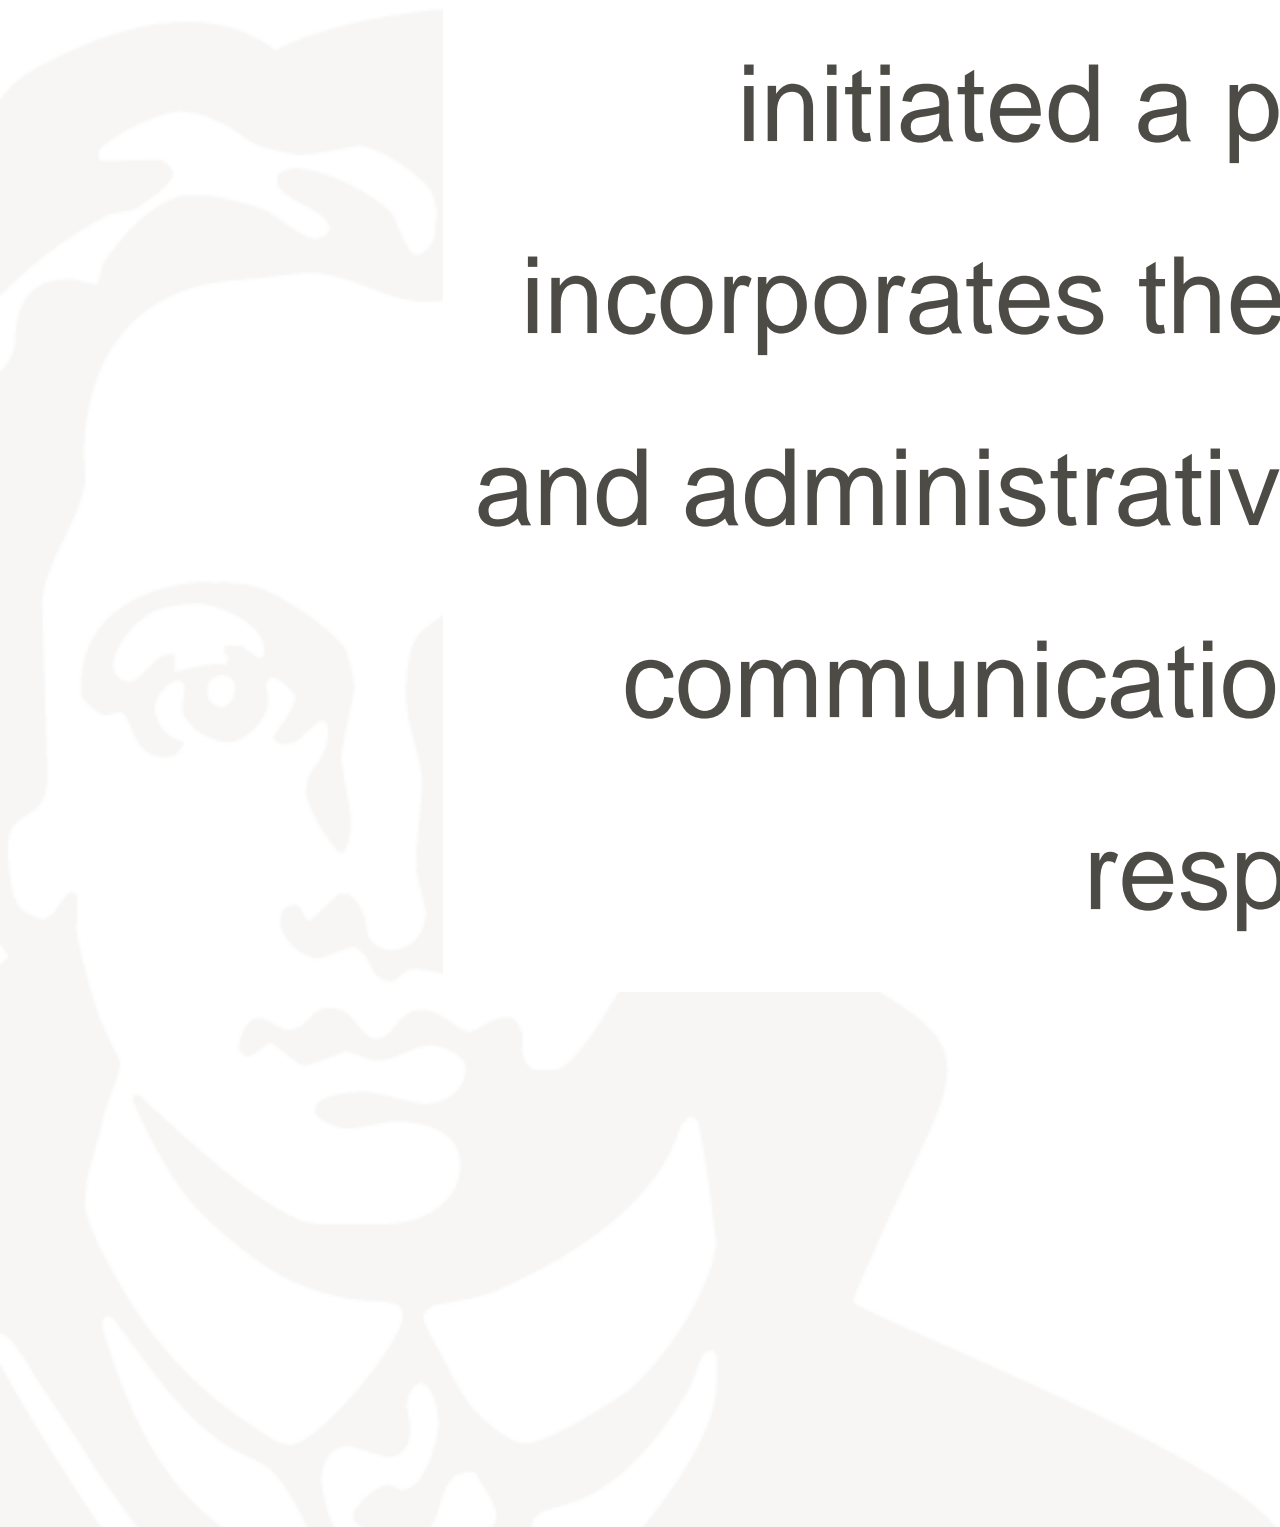 initiated a p
incorporates the
and administrativ
communicatio
resp